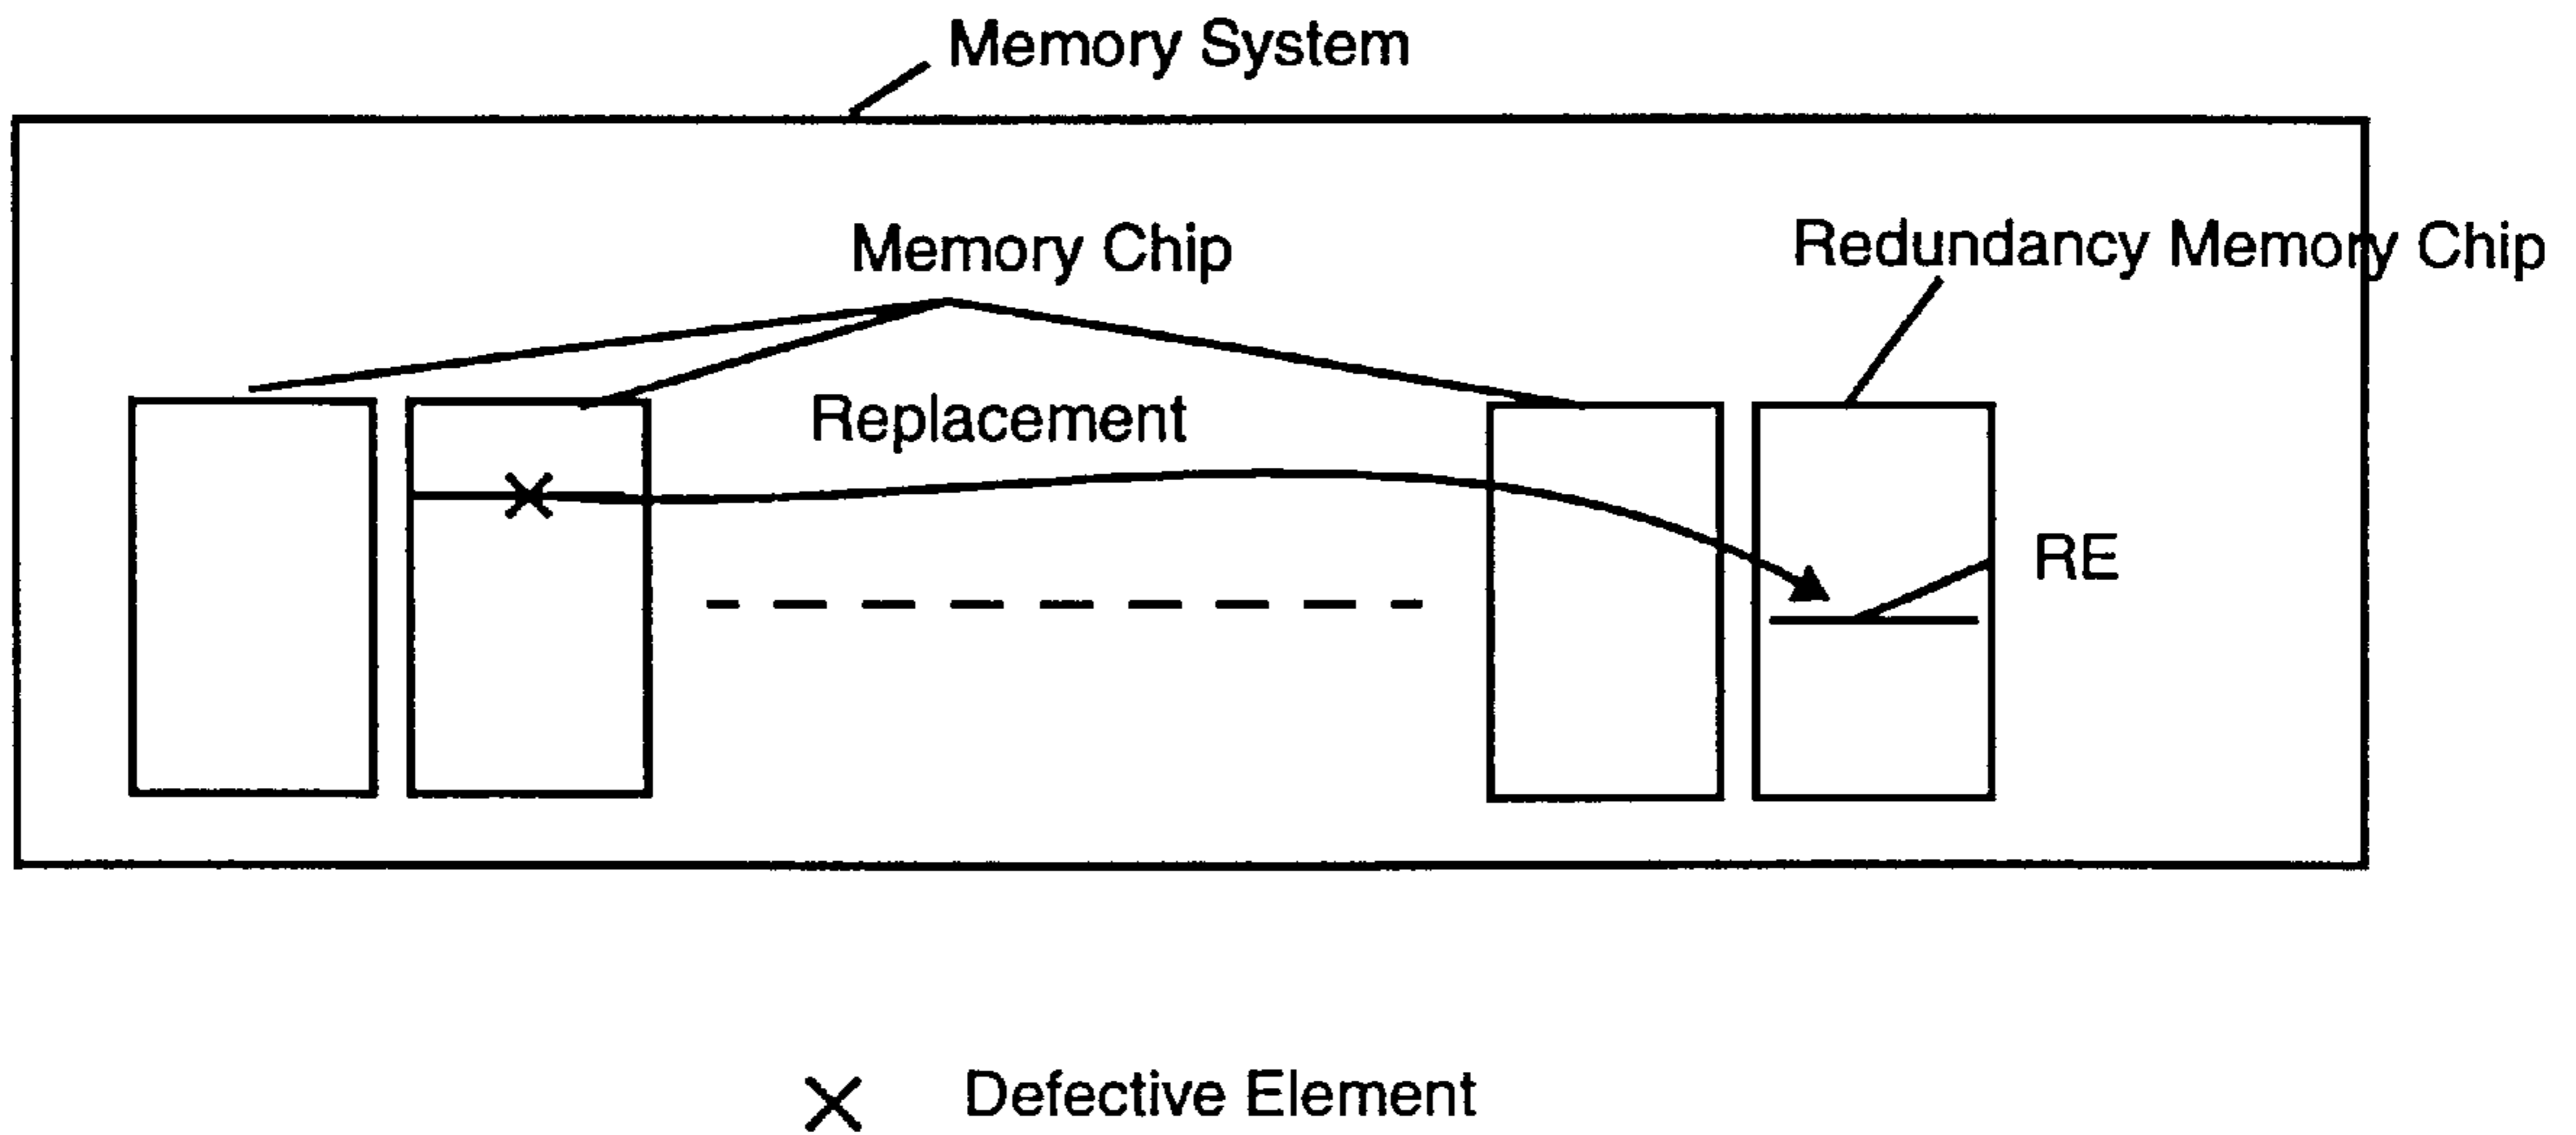 Memory System
Memory Chip
Redundancy Memory Chip
Replacement
RE
Defective Element